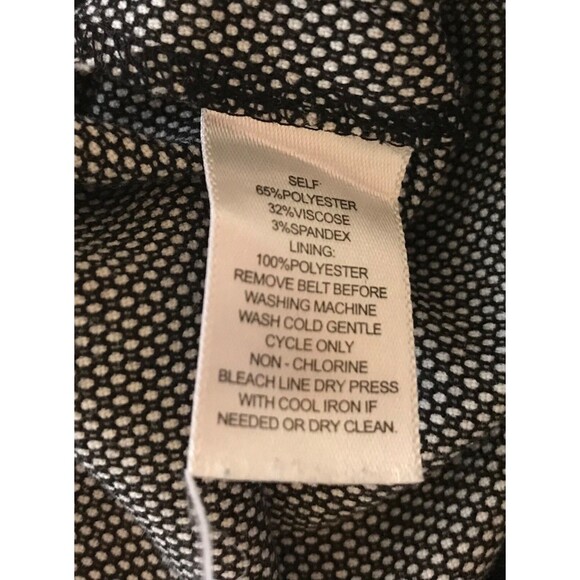 SELF
65%POLYESTER
32%VISCOSE
3%SPANDEX
LINING:
100%POLYESTER
REMOVE BELT BEFORE
WASHING MACHINE
WASH COLD GENTLE
CYCLE ONLY
NON - CHLORINE
BLEACH LINE DRY PRESS
WITH COOL IRON IF
NEEDED OR DRY CLEAN.